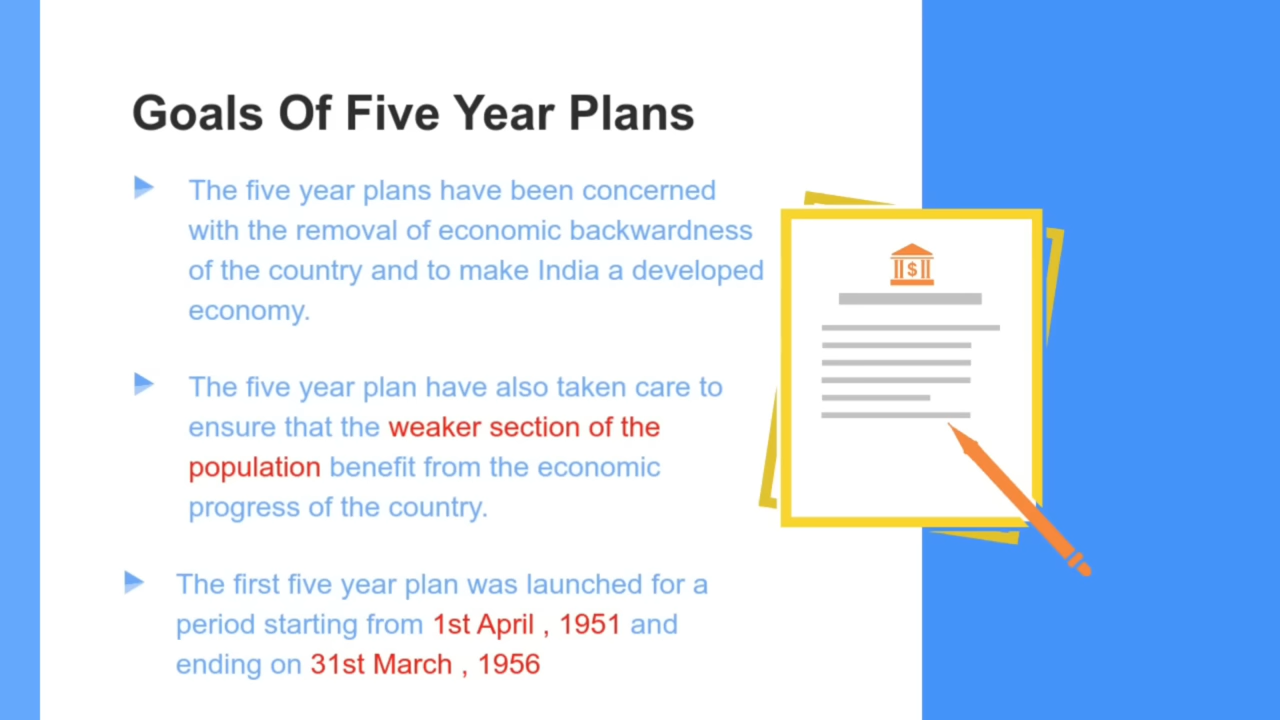 Goals Of Five Year Plans
The five year plans have been concerned
with the removal of economic backwardness
of the country and to make India a developed
economy.
The five year plan have also taken care to
ensure that the weaker section of the
population benefit from the economic
progress of the country.
The first five year plan was launched for a
period starting from 1st April , 1951 and
ending on 31st March , 1956
$